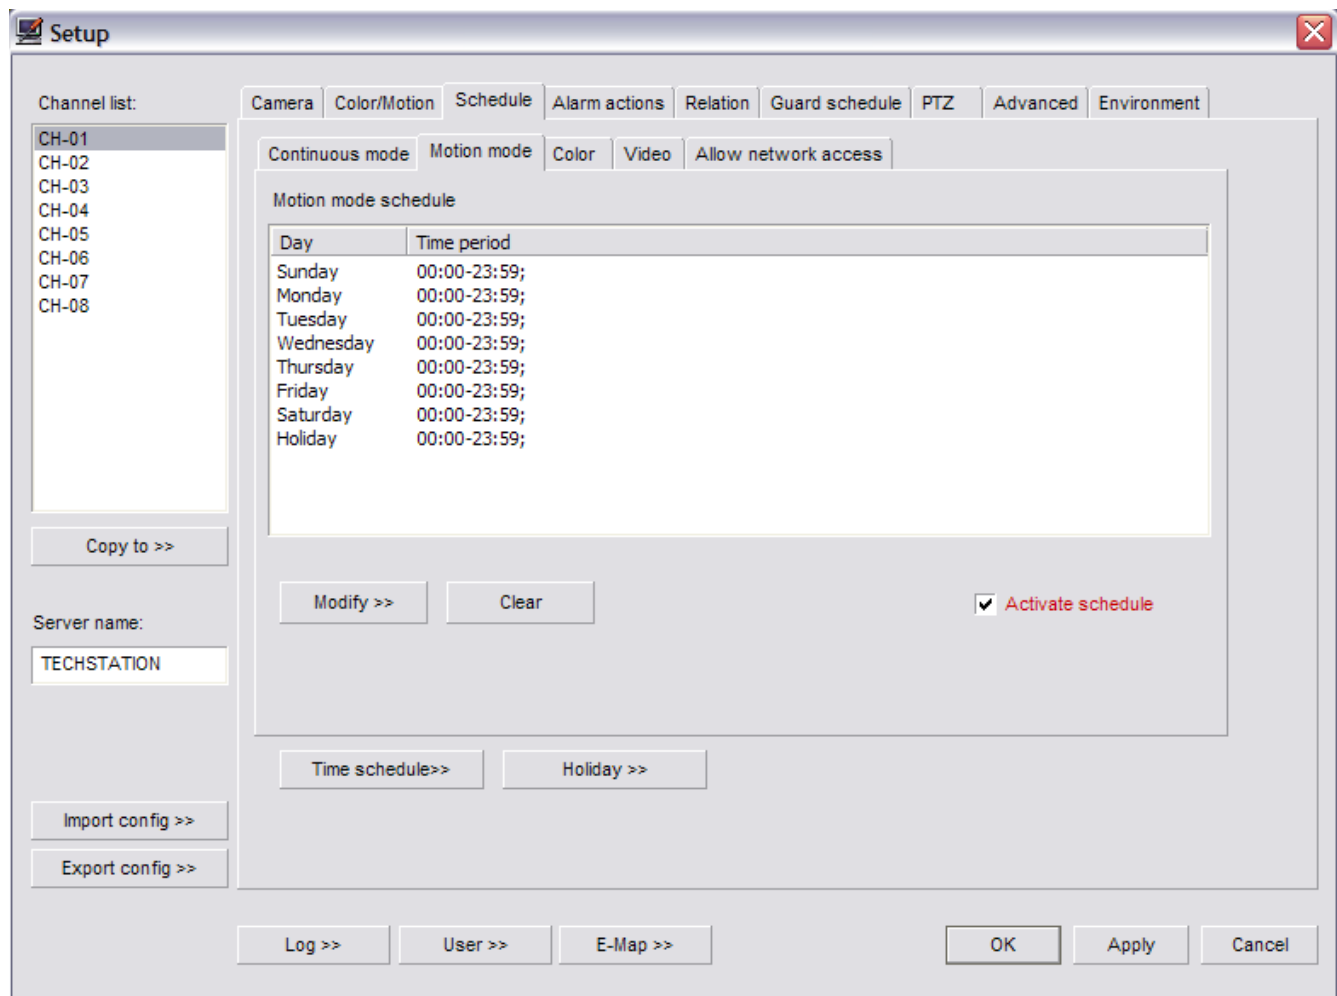 Setup
Channel list:
CH-01
CH-02
CH-03
CH-04
CH-05
CH-06
CH-07
CH-08
Copy to >>
Server name:
TECHSTATION
Import config >>
Export config >>
Camera Color/Motion Schedule Alarm actions Relation Guard schedule PTZ Advanced Environment
Continuous mode Motion mode Color Video Allow network access
Motion mode schedule
Day Time period
Sunday 00:00-23:59;
Monday 00:00-23:59;
Tuesday 00:00-23:59;
Wednesday 00:00-23:59;
Thursday 00:00-23:59;
Friday 00:00-23:59;
Saturday 00:00-23:59;
Holiday 00:00-23:59;
Modify >> Clear Activate schedule
Time schedule>> Holiday >>
Log >> User >> E-Map >> OK Apply Cancel